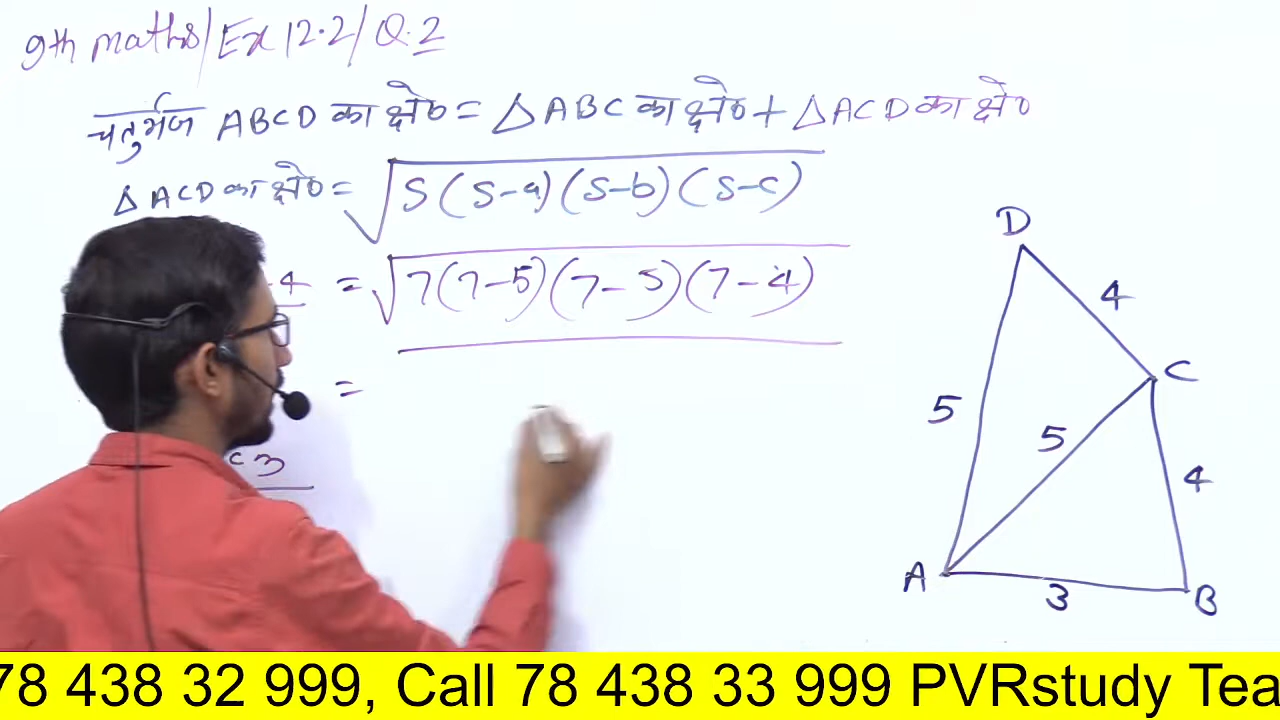 9th maths/Ex 12.2/Q.2
चतुर्भुज ABCD का क्षे० = △ABC का क्षे० + △ACD का क्षे०
△ ACD का क्षे० = √S(S-a)(S-b)(S-c)
-4 = √7(7-5)(7-5)(7-4)
=
3
D
4
C
5
5
4
A
3
B
78 438 32 999, Call 78 438 33 999 PVRstudy Tea